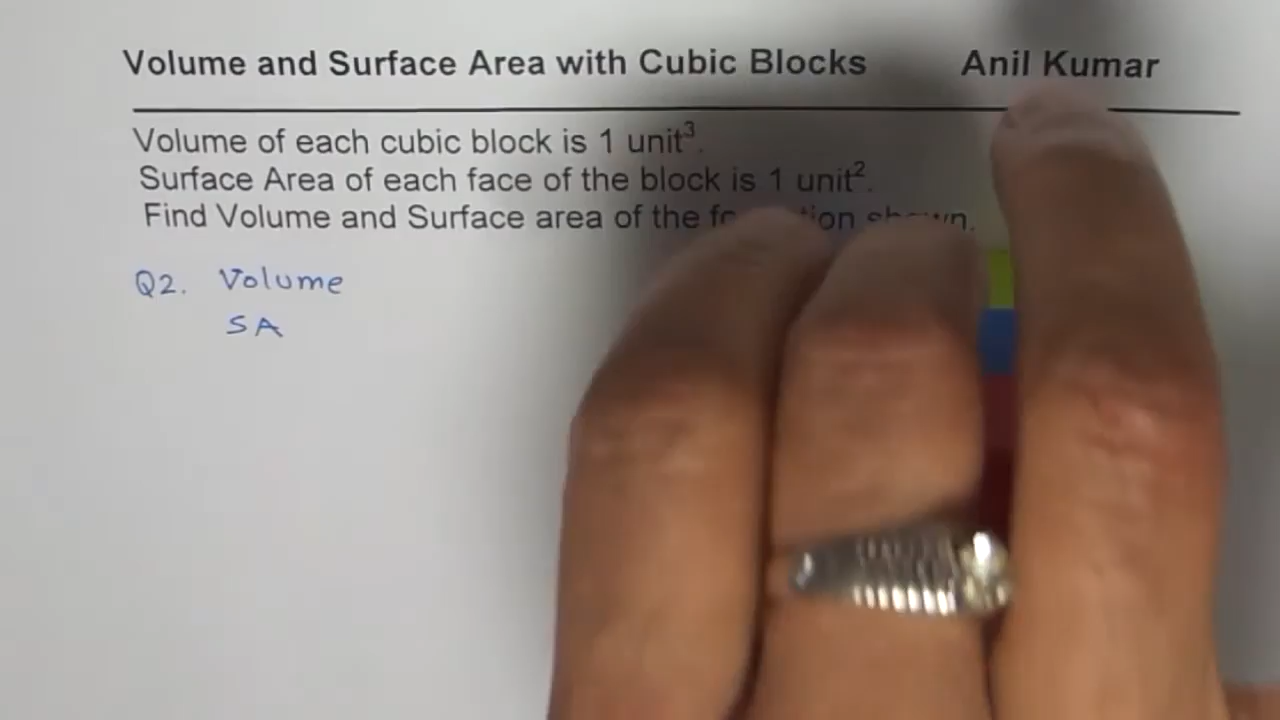 Volume and Surface Area with Cubic Blocks Anil Kumar
Volume of each cubic block is 1 unit³.
Surface Area of each face of the block is 1 unit².
Find Volume and Surface area of the
Q2. Volume
SA